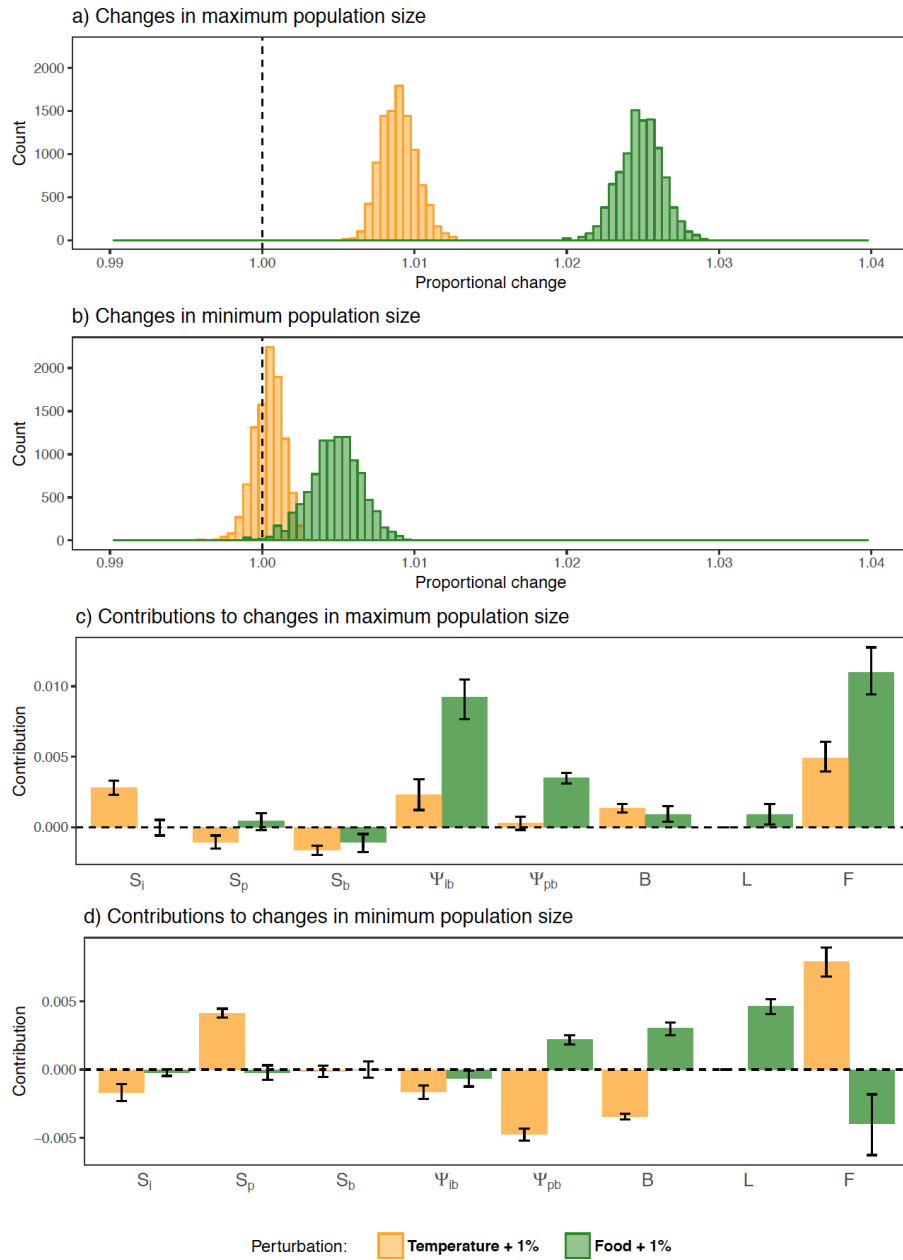 a) Changes in maximum population size
2000
1500
1000
500
0
Count
0.99 1.00 1.01 1.02 1.03 1.04
Proportional change
b) Changes in minimum population size
2000
1500
1000
500
0
Count
0.99 1.00 1.01 1.02 1.03 1.04
Proportional change
c) Contributions to changes in maximum population size
0.010
0.005
0.000
Contribution
Si Sp Sb Ψib Ψpb B L F
d) Contributions to changes in minimum population size
0.005
0.000
−0.005
Contribution
Si Sp Sb Ψib Ψpb B L F
Perturbation: Temperature + 1% Food + 1%